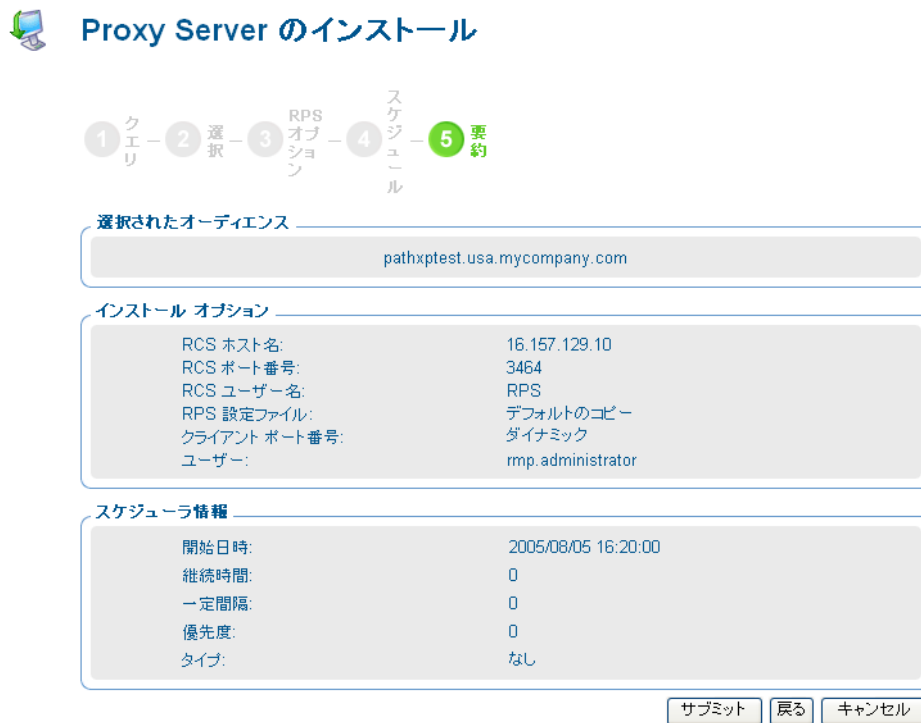 Proxy Server のインストール
1 クエリ – 2 選択 – 3 RPS オプション – 4 スケジュール – 5 要約
選択されたオーディエンス
pathxptest.usa.mycompany.com
インストール オプション
RCS ホスト名: 16.157.129.10
RCS ポート番号: 3464
RCS ユーザー名: RPS
RPS 設定ファイル: デフォルトのコピー
クライアント ポート番号: ダイナミック
ユーザー: rmp.administrator
スケジューラ情報
開始日時: 2005/08/05 16:20:00
継続時間: 0
一定間隔: 0
優先度: 0
タイプ: なし
サブミット 戻る キャンセル